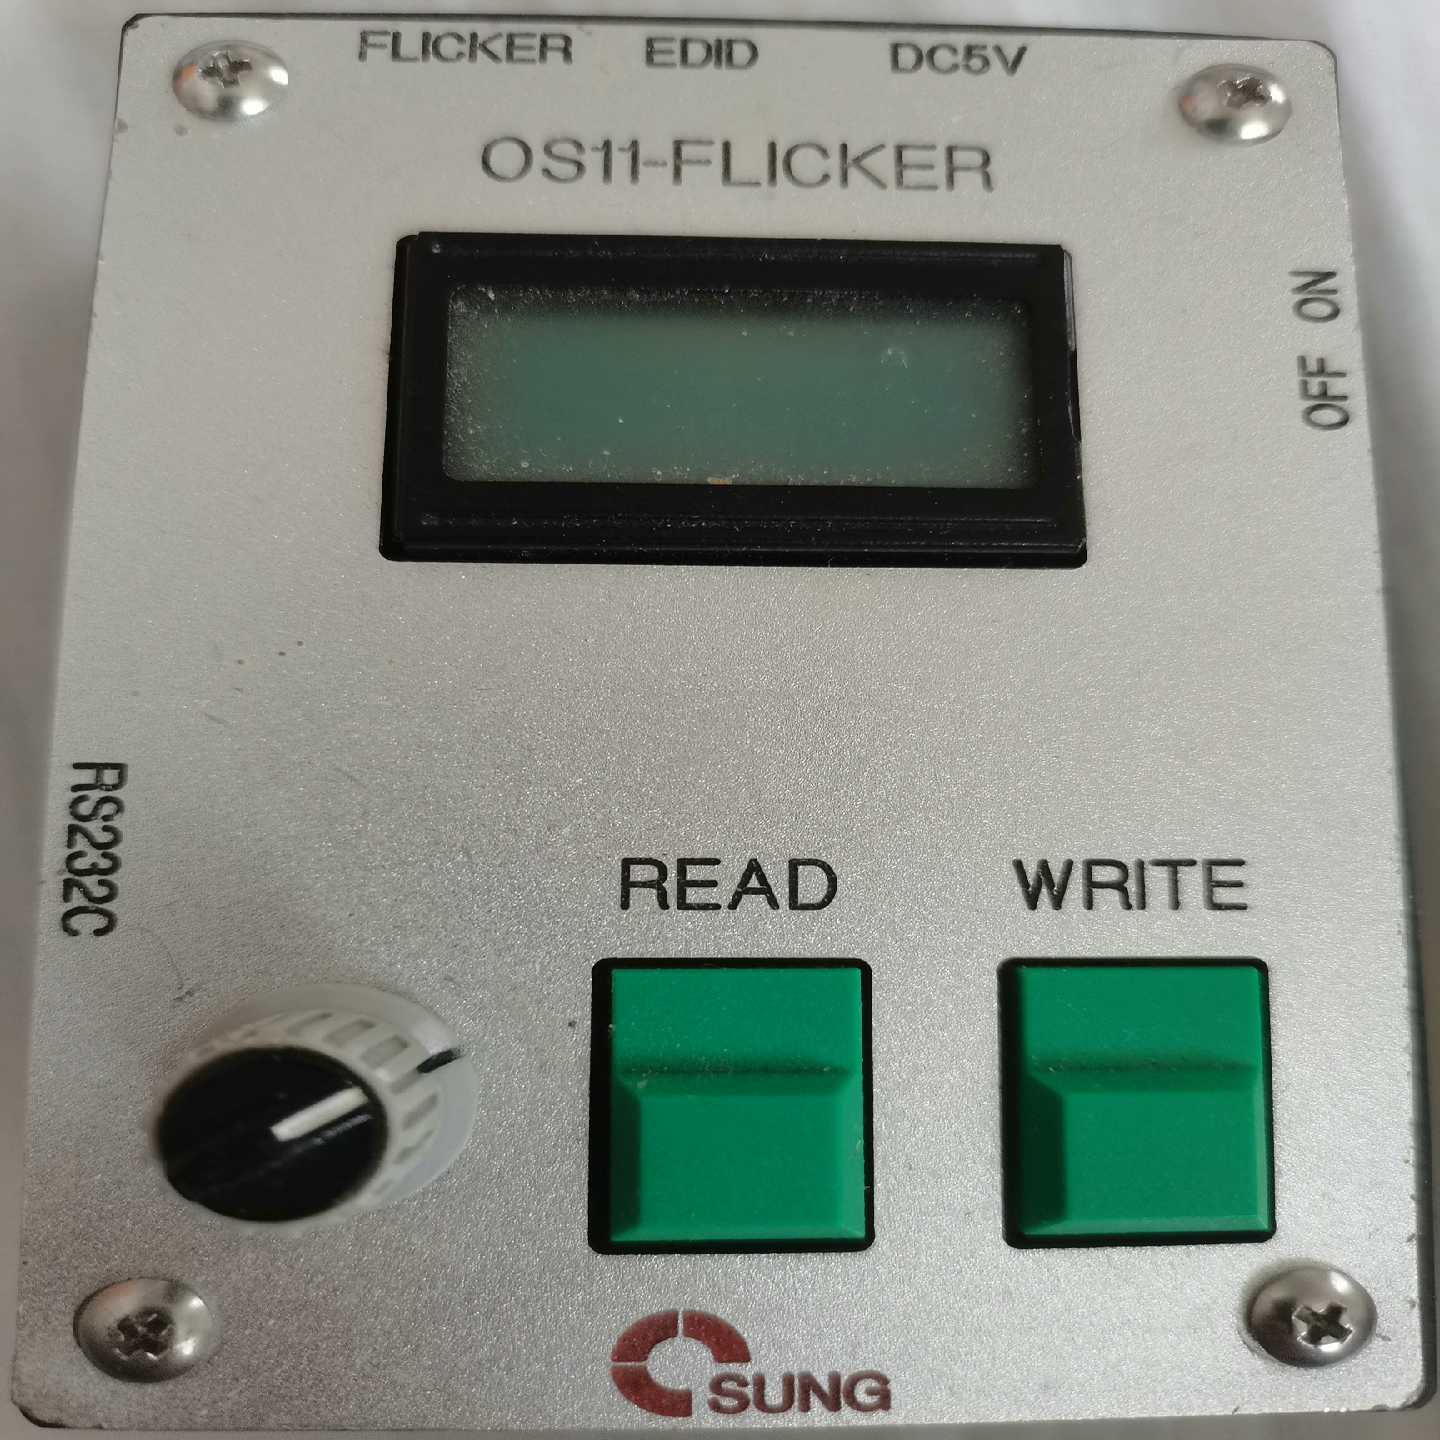 FLICKER EDID DC5V
OS11-FLICKER
OFF ON
RS232C
READ WRITE
SUNG